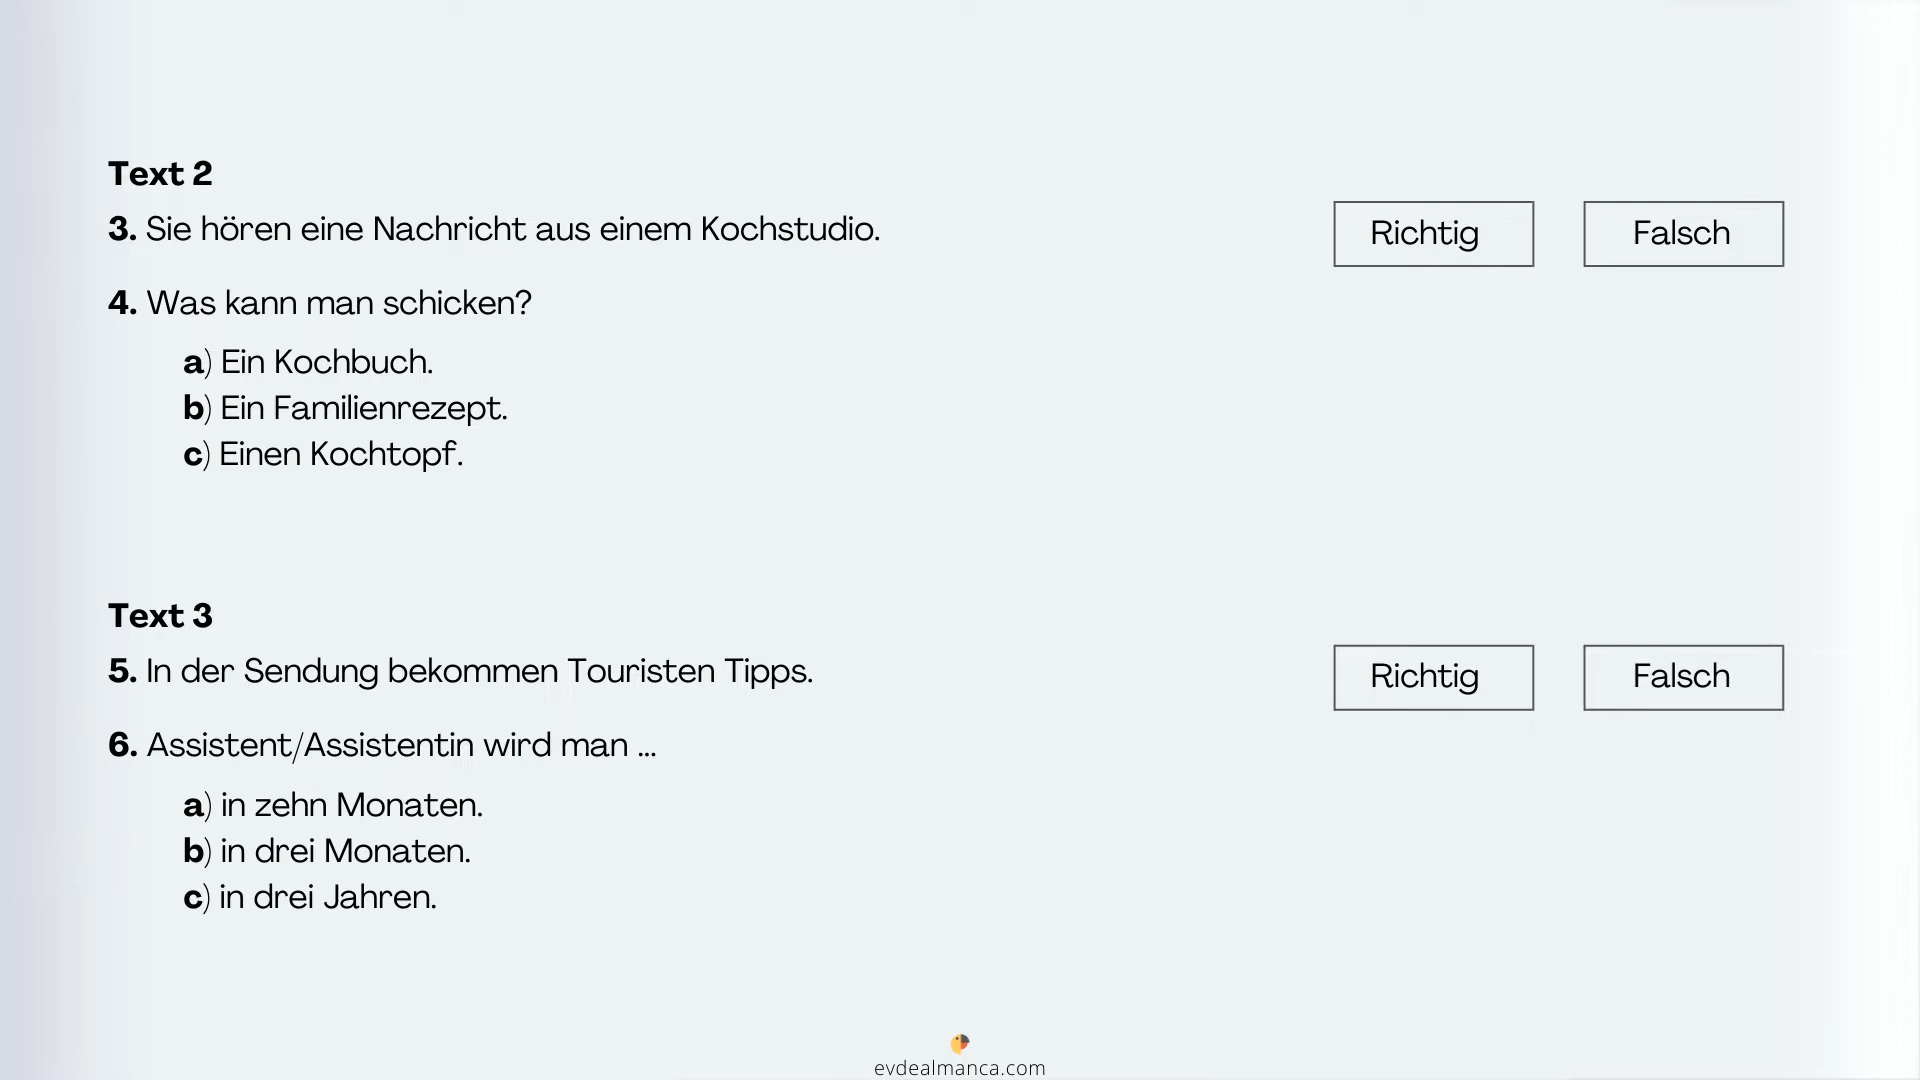 Text 2
3. Sie hören eine Nachricht aus einem Kochstudio.
Richtig Falsch
4. Was kann man schicken?
a) Ein Kochbuch.
b) Ein Familienrezept.
c) Einen Kochtopf.
Text 3
5. In der Sendung bekommen Touristen Tipps.
Richtig Falsch
6. Assistent/Assistentin wird man ...
a) in zehn Monaten.
b) in drei Monaten.
c) in drei Jahren.
evdealmanca.com